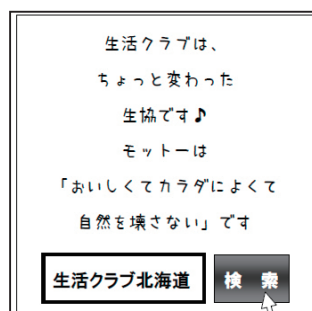 生活クラブは、
ちょっと変わった
生協です♪
モットーは
「おいしくてカラダによくて
自然を壊さない」です
生活クラブ北海道 検 索